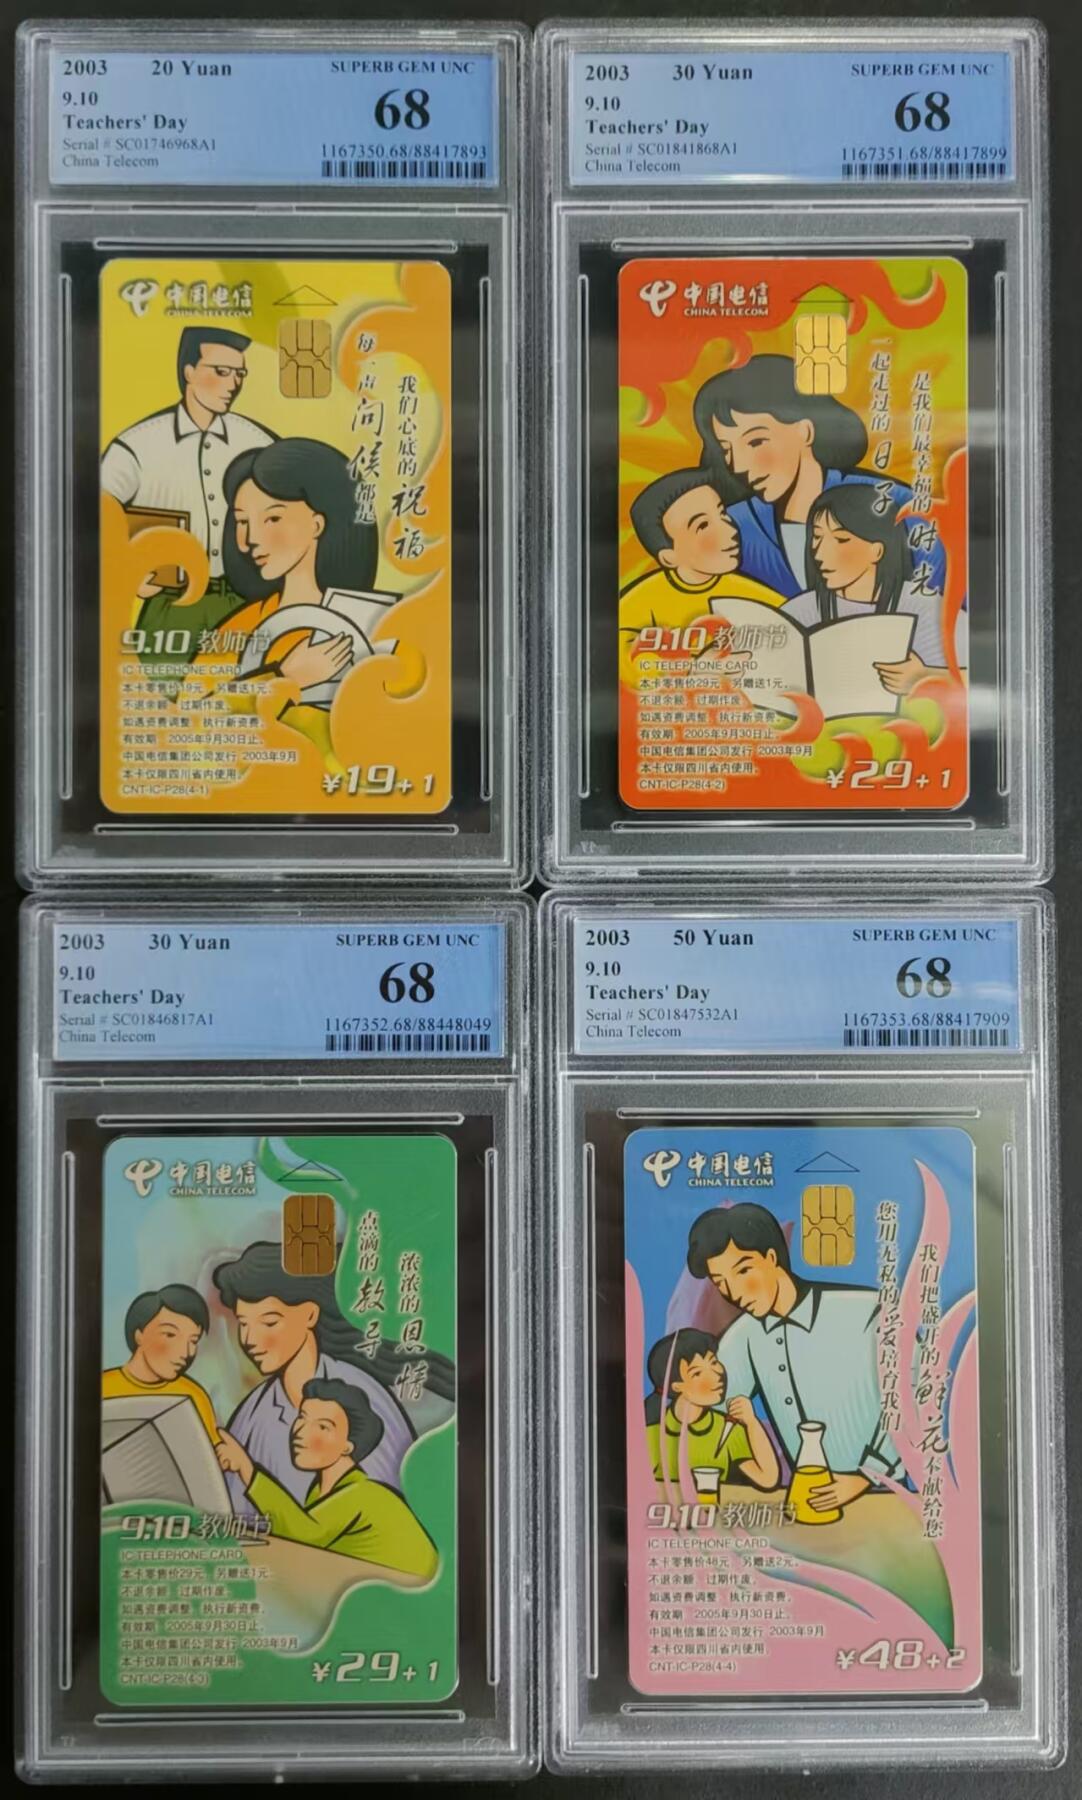 2003 20 Yuan SUPERB GEM UNC
9.10 68
Teachers' Day
Serial # SC01746968A1 1167350.68/88417893
China Telecom
中国电信
CHINA TELECOM
每一声问候都是
我们心底的祝福
9.10 教师节
IC TELEPHONE CARD
本卡零售价19元,另赠送1元。
不退余额,过期作废。
如遇资费调整,执行新资费。
有效期 2005年9月30日止。
中国电信集团公司发行 2003年9月
本卡仅限四川省内使用。
CNT-IC-P28(4-1)
¥19+1
2003 30 Yuan SUPERB GEM UNC
9.10 68
Teachers' Day
Serial # SC01841868A1 1167351.68/88417899
China Telecom
中国电信
CHINA TELECOM
一起走过的日子
是我们最幸福的时光
9.10 教师节
IC TELEPHONE CARD
本卡零售价29元,另赠送1元。
不退余额,过期作废。
如遇资费调整,执行新资费。
有效期 2005年9月30日止。
中国电信集团公司发行 2003年9月
本卡仅限四川省内使用。
CNT-IC-P28(4-2)
¥29+1
2003 30 Yuan SUPERB GEM UNC
9.10 68
Teachers' Day
Serial # SC01846817A1 1167352.68/88448049
China Telecom
中国电信
CHINA TELECOM
点滴的教导
浓浓的恩情
9.10 教师节
IC TELEPHONE CARD
本卡零售价29元,另赠送1元。
不退余额,过期作废。
如遇资费调整,执行新资费。
有效期 2005年9月30日止。
中国电信集团公司发行 2003年9月
本卡仅限四川省内使用。
CNT-IC-P28(4-3)
¥29+1
2003 50 Yuan SUPERB GEM UNC
9.10 68
Teachers' Day
Serial # SC01847532A1 1167353.68/88417909
China Telecom
中国电信
CHINA TELECOM
您用无私的爱培育我们
我们把盛开的鲜花不献给您
9.10 教师节
IC TELEPHONE CARD
本卡零售价48元,另赠送2元。
不退余额,过期作废。
如遇资费调整,执行新资费。
有效期 2005年9月30日止。
中国电信集团公司发行 2003年9月
本卡仅限四川省内使用。
CNT-IC-P28(4-4)
¥48+2